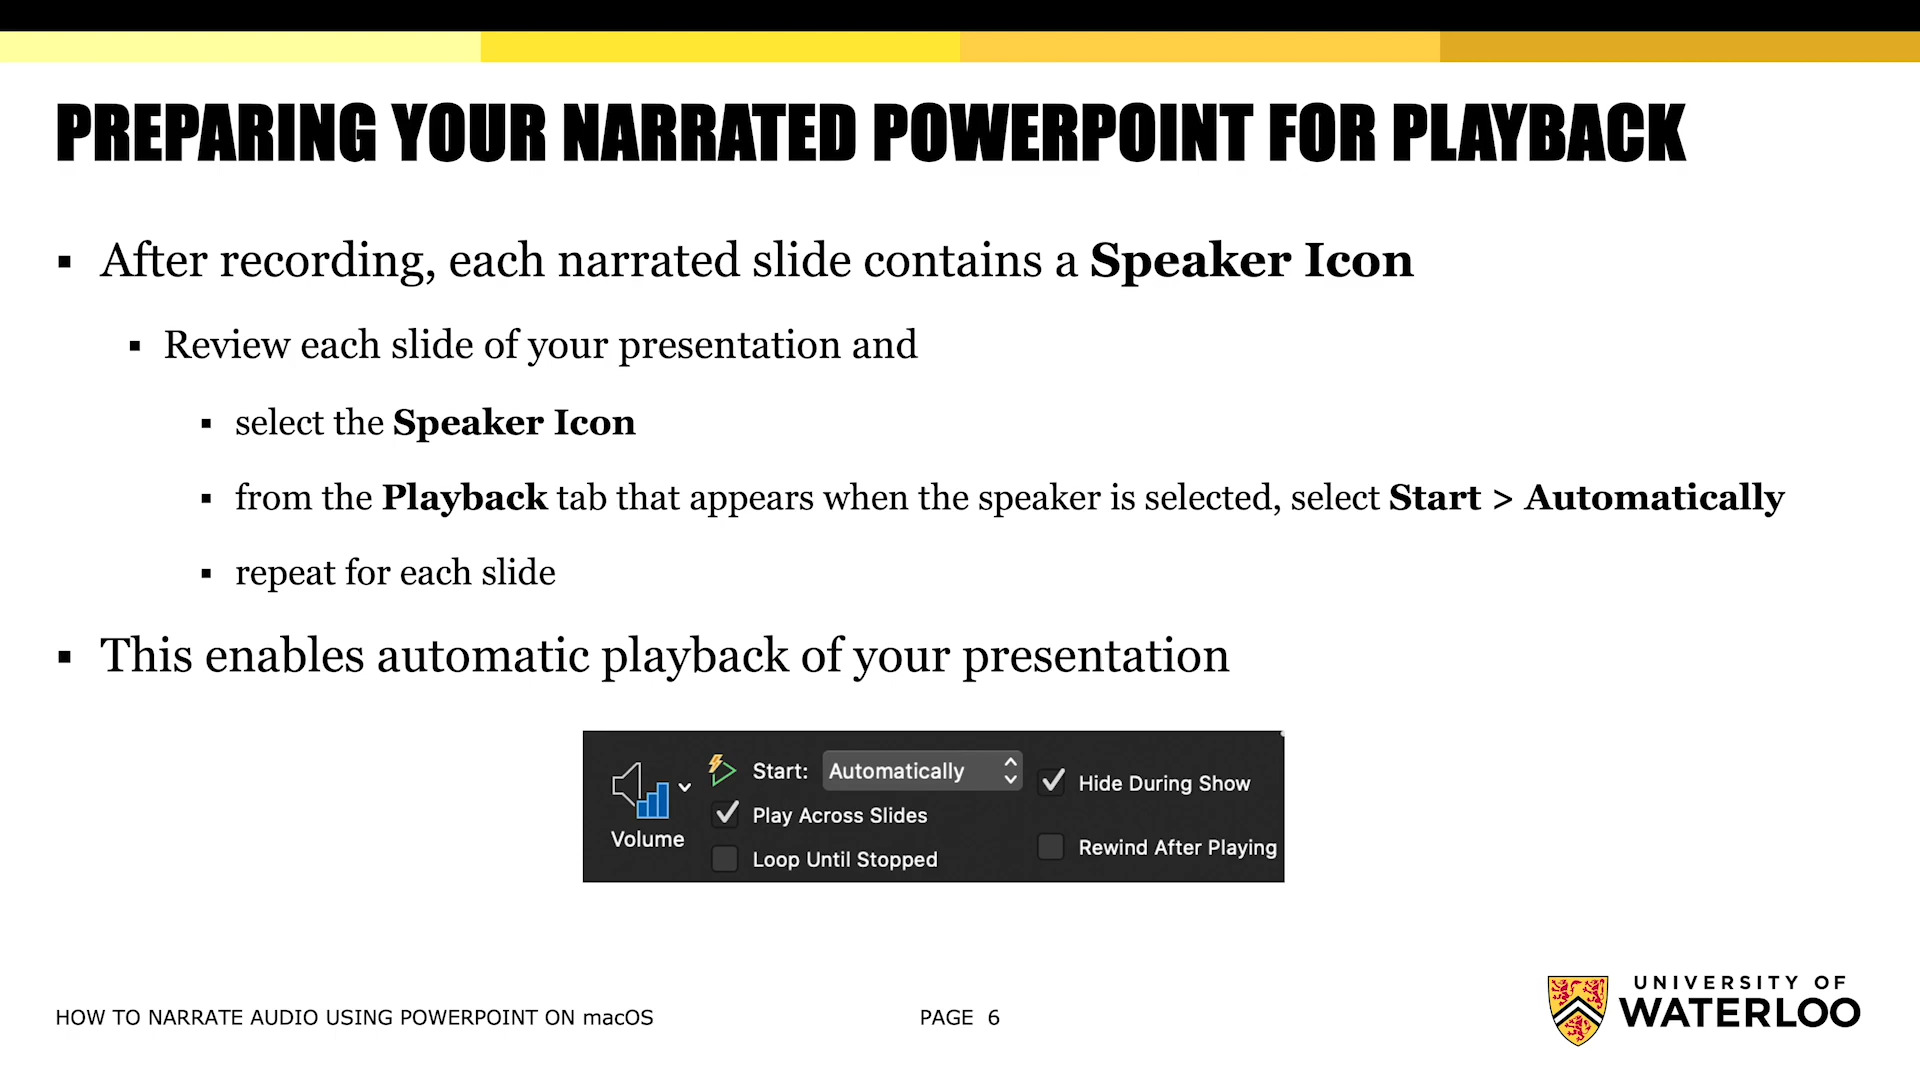 PREPARING YOUR NARRATED POWERPOINT FOR PLAYBACK
▪ After recording, each narrated slide contains a Speaker Icon
▪ Review each slide of your presentation and
▪ select the Speaker Icon
▪ from the Playback tab that appears when the speaker is selected, select Start > Automatically
▪ repeat for each slide
▪ This enables automatic playback of your presentation
Volume
Start: Automatically
Play Across Slides
Loop Until Stopped
Hide During Show
Rewind After Playing
HOW TO NARRATE AUDIO USING POWERPOINT ON macOS
PAGE 6
UNIVERSITY OF
WATERLOO